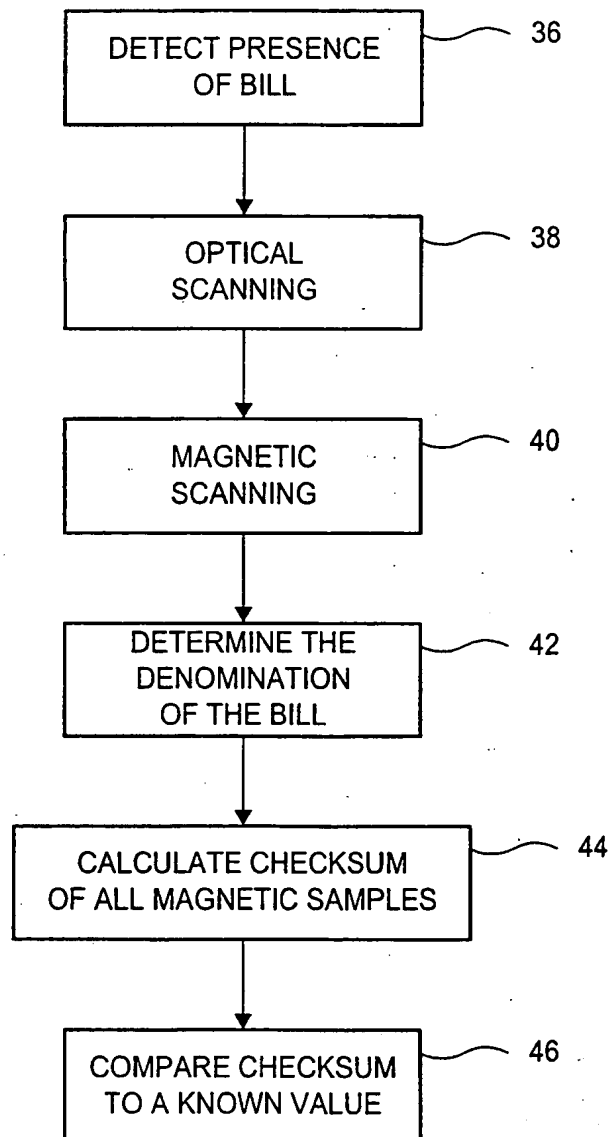 DETECT PRESENCE
OF BILL
36
OPTICAL
SCANNING
38
MAGNETIC
SCANNING
40
DETERMINE THE
DENOMINATION
OF THE BILL
42
CALCULATE CHECKSUM
OF ALL MAGNETIC SAMPLES
44
COMPARE CHECKSUM
TO A KNOWN VALUE
46